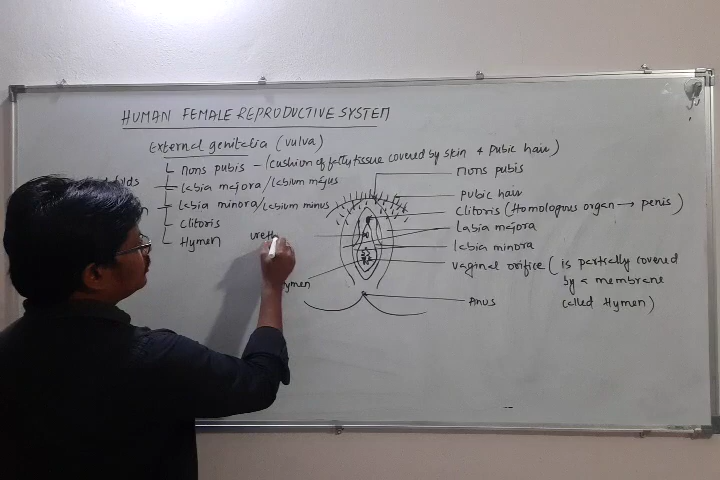 HUMAN FEMALE REPRODUCTIVE SYSTEM
External genitalia (vulva)
Mons pubis - (cushion of fatty tissue covered by skin + pubic hair)
Labia majora/labium majus
Labia minora/labium minus
Clitoris
Hymen
ureth
ymen
Mons pubis
pubic hair
Clitoris (Homologous organ → penis)
Labia majora
labia minora
vaginal orifice (is partially covered
by a membrane
called Hymen)
Anus